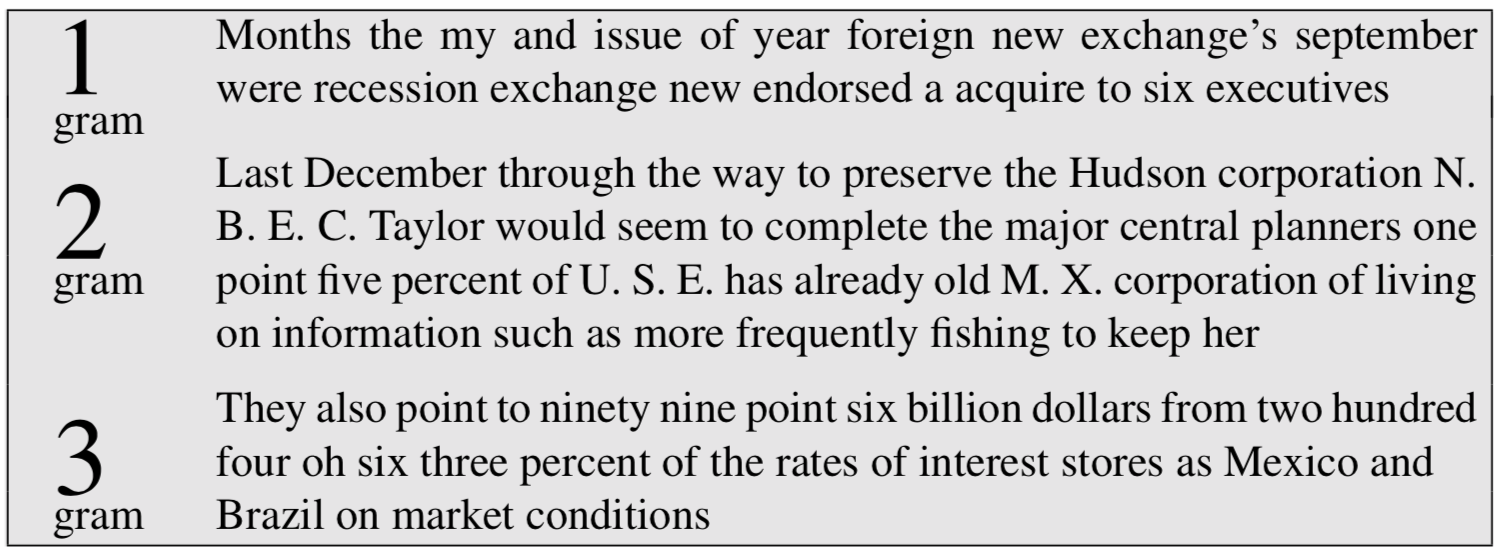 1
gram
Months the my and issue of year foreign new exchange’s september
were recession exchange new endorsed a acquire to six executives
2
gram
Last December through the way to preserve the Hudson corporation N.
B. E. C. Taylor would seem to complete the major central planners one
point five percent of U. S. E. has already old M. X. corporation of living
on information such as more frequently fishing to keep her
3
gram
They also point to ninety nine point six billion dollars from two hundred
four oh six three percent of the rates of interest stores as Mexico and
Brazil on market conditions